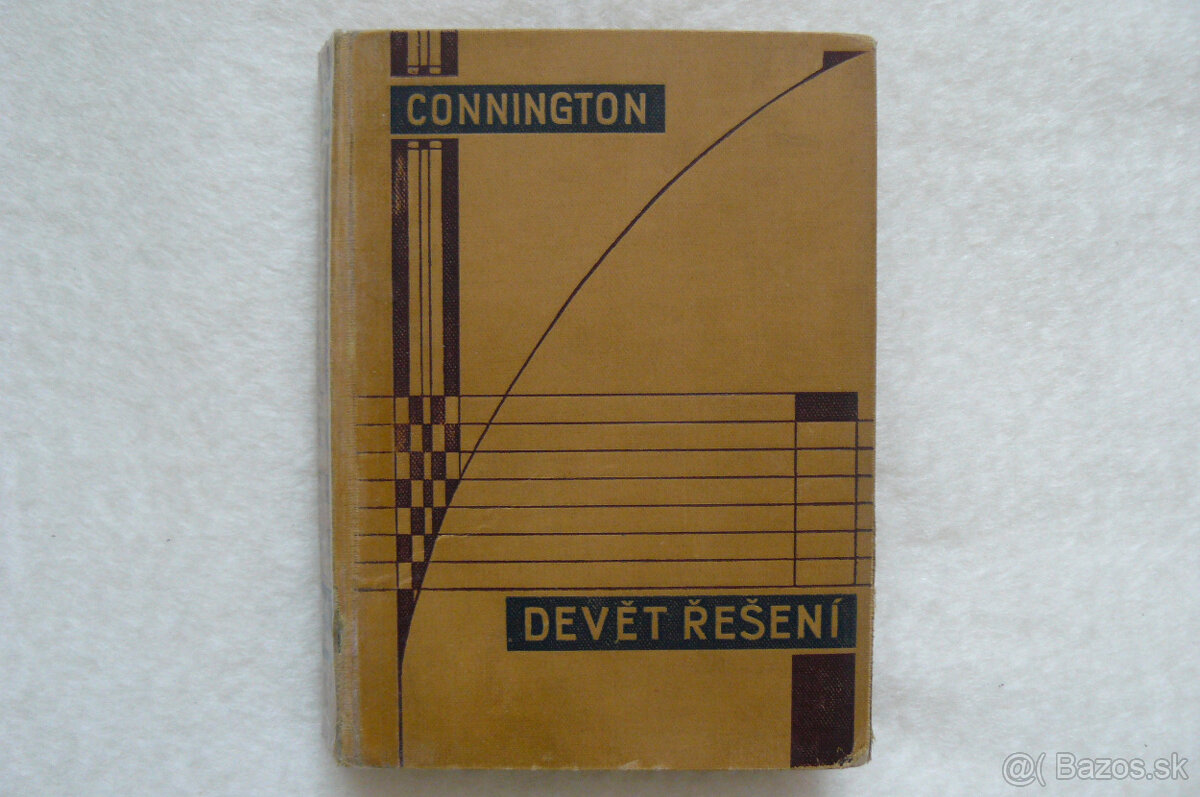 CONNINGTON
DEVĚT ŘEŠENÍ
@( Bazos.sk